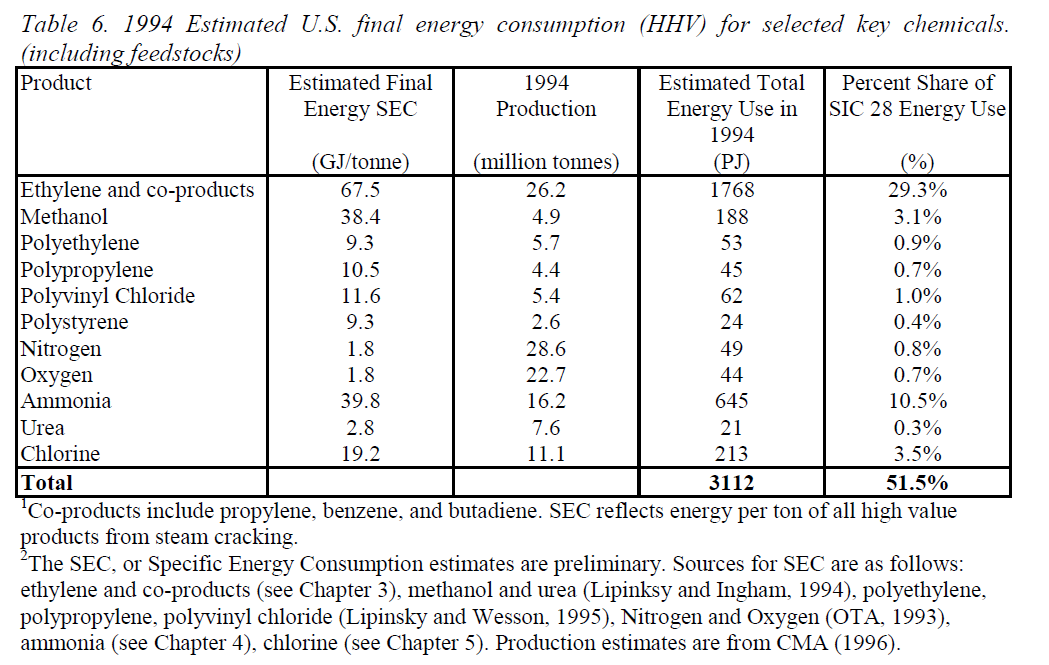 Table 6. 1994 Estimated U.S. final energy consumption (HHV) for selected key chemicals.
(including feedstocks)
Product Estimated Final 1994 Estimated Total Percent Share of
Energy SEC Production Energy Use in SIC 28 Energy Use
1994
(GJ/tonne) (million tonnes) (PJ) (%)
Ethylene and co-products 67.5 26.2 1768 29.3%
Methanol 38.4 4.9 188 3.1%
Polyethylene 9.3 5.7 53 0.9%
Polypropylene 10.5 4.4 45 0.7%
Polyvinyl Chloride 11.6 5.4 62 1.0%
Polystyrene 9.3 2.6 24 0.4%
Nitrogen 1.8 28.6 49 0.8%
Oxygen 1.8 22.7 44 0.7%
Ammonia 39.8 16.2 645 10.5%
Urea 2.8 7.6 21 0.3%
Chlorine 19.2 11.1 213 3.5%
Total 3112 51.5%
1Co-products include propylene, benzene, and butadiene. SEC reflects energy per ton of all high value
products from steam cracking.
2The SEC, or Specific Energy Consumption estimates are preliminary. Sources for SEC are as follows:
ethylene and co-products (see Chapter 3), methanol and urea (Lipinksy and Ingham, 1994), polyethylene,
polypropylene, polyvinyl chloride (Lipinsky and Wesson, 1995), Nitrogen and Oxygen (OTA, 1993),
ammonia (see Chapter 4), chlorine (see Chapter 5). Production estimates are from CMA (1996).